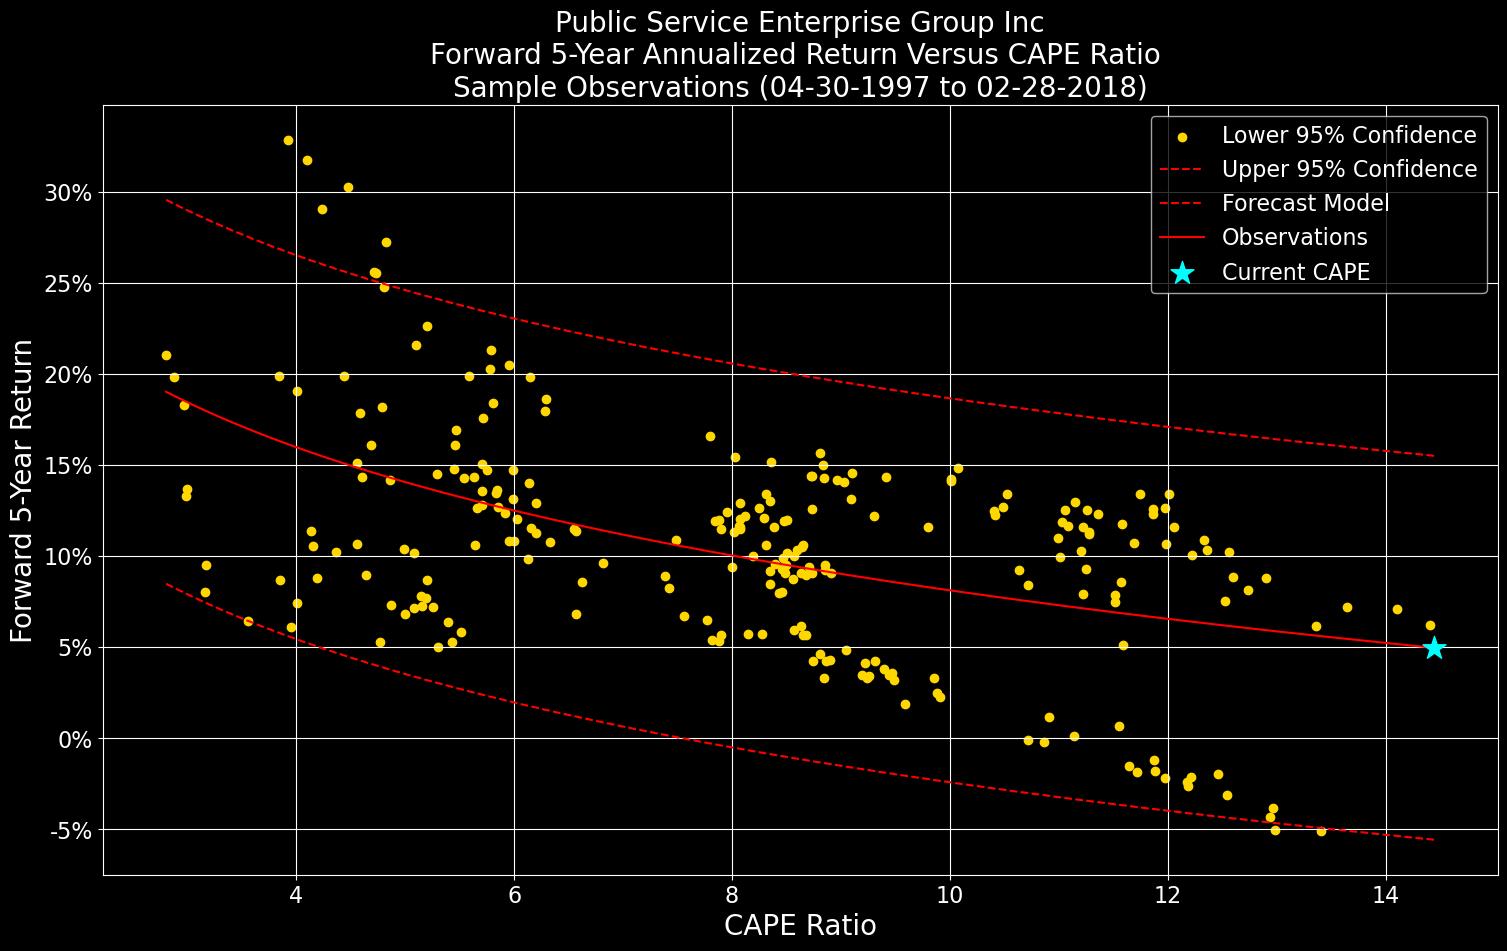 Public Service Enterprise Group Inc
Forward 5-Year Annualized Return Versus CAPE Ratio
Sample Observations (04-30-1997 to 02-28-2018)
Lower 95% Confidence
Upper 95% Confidence
Forecast Model
Observations
Current CAPE
Forward 5-Year Return
30%
25%
20%
15%
10%
5%
0%
-5%
4
6
8
10
12
14
CAPE Ratio